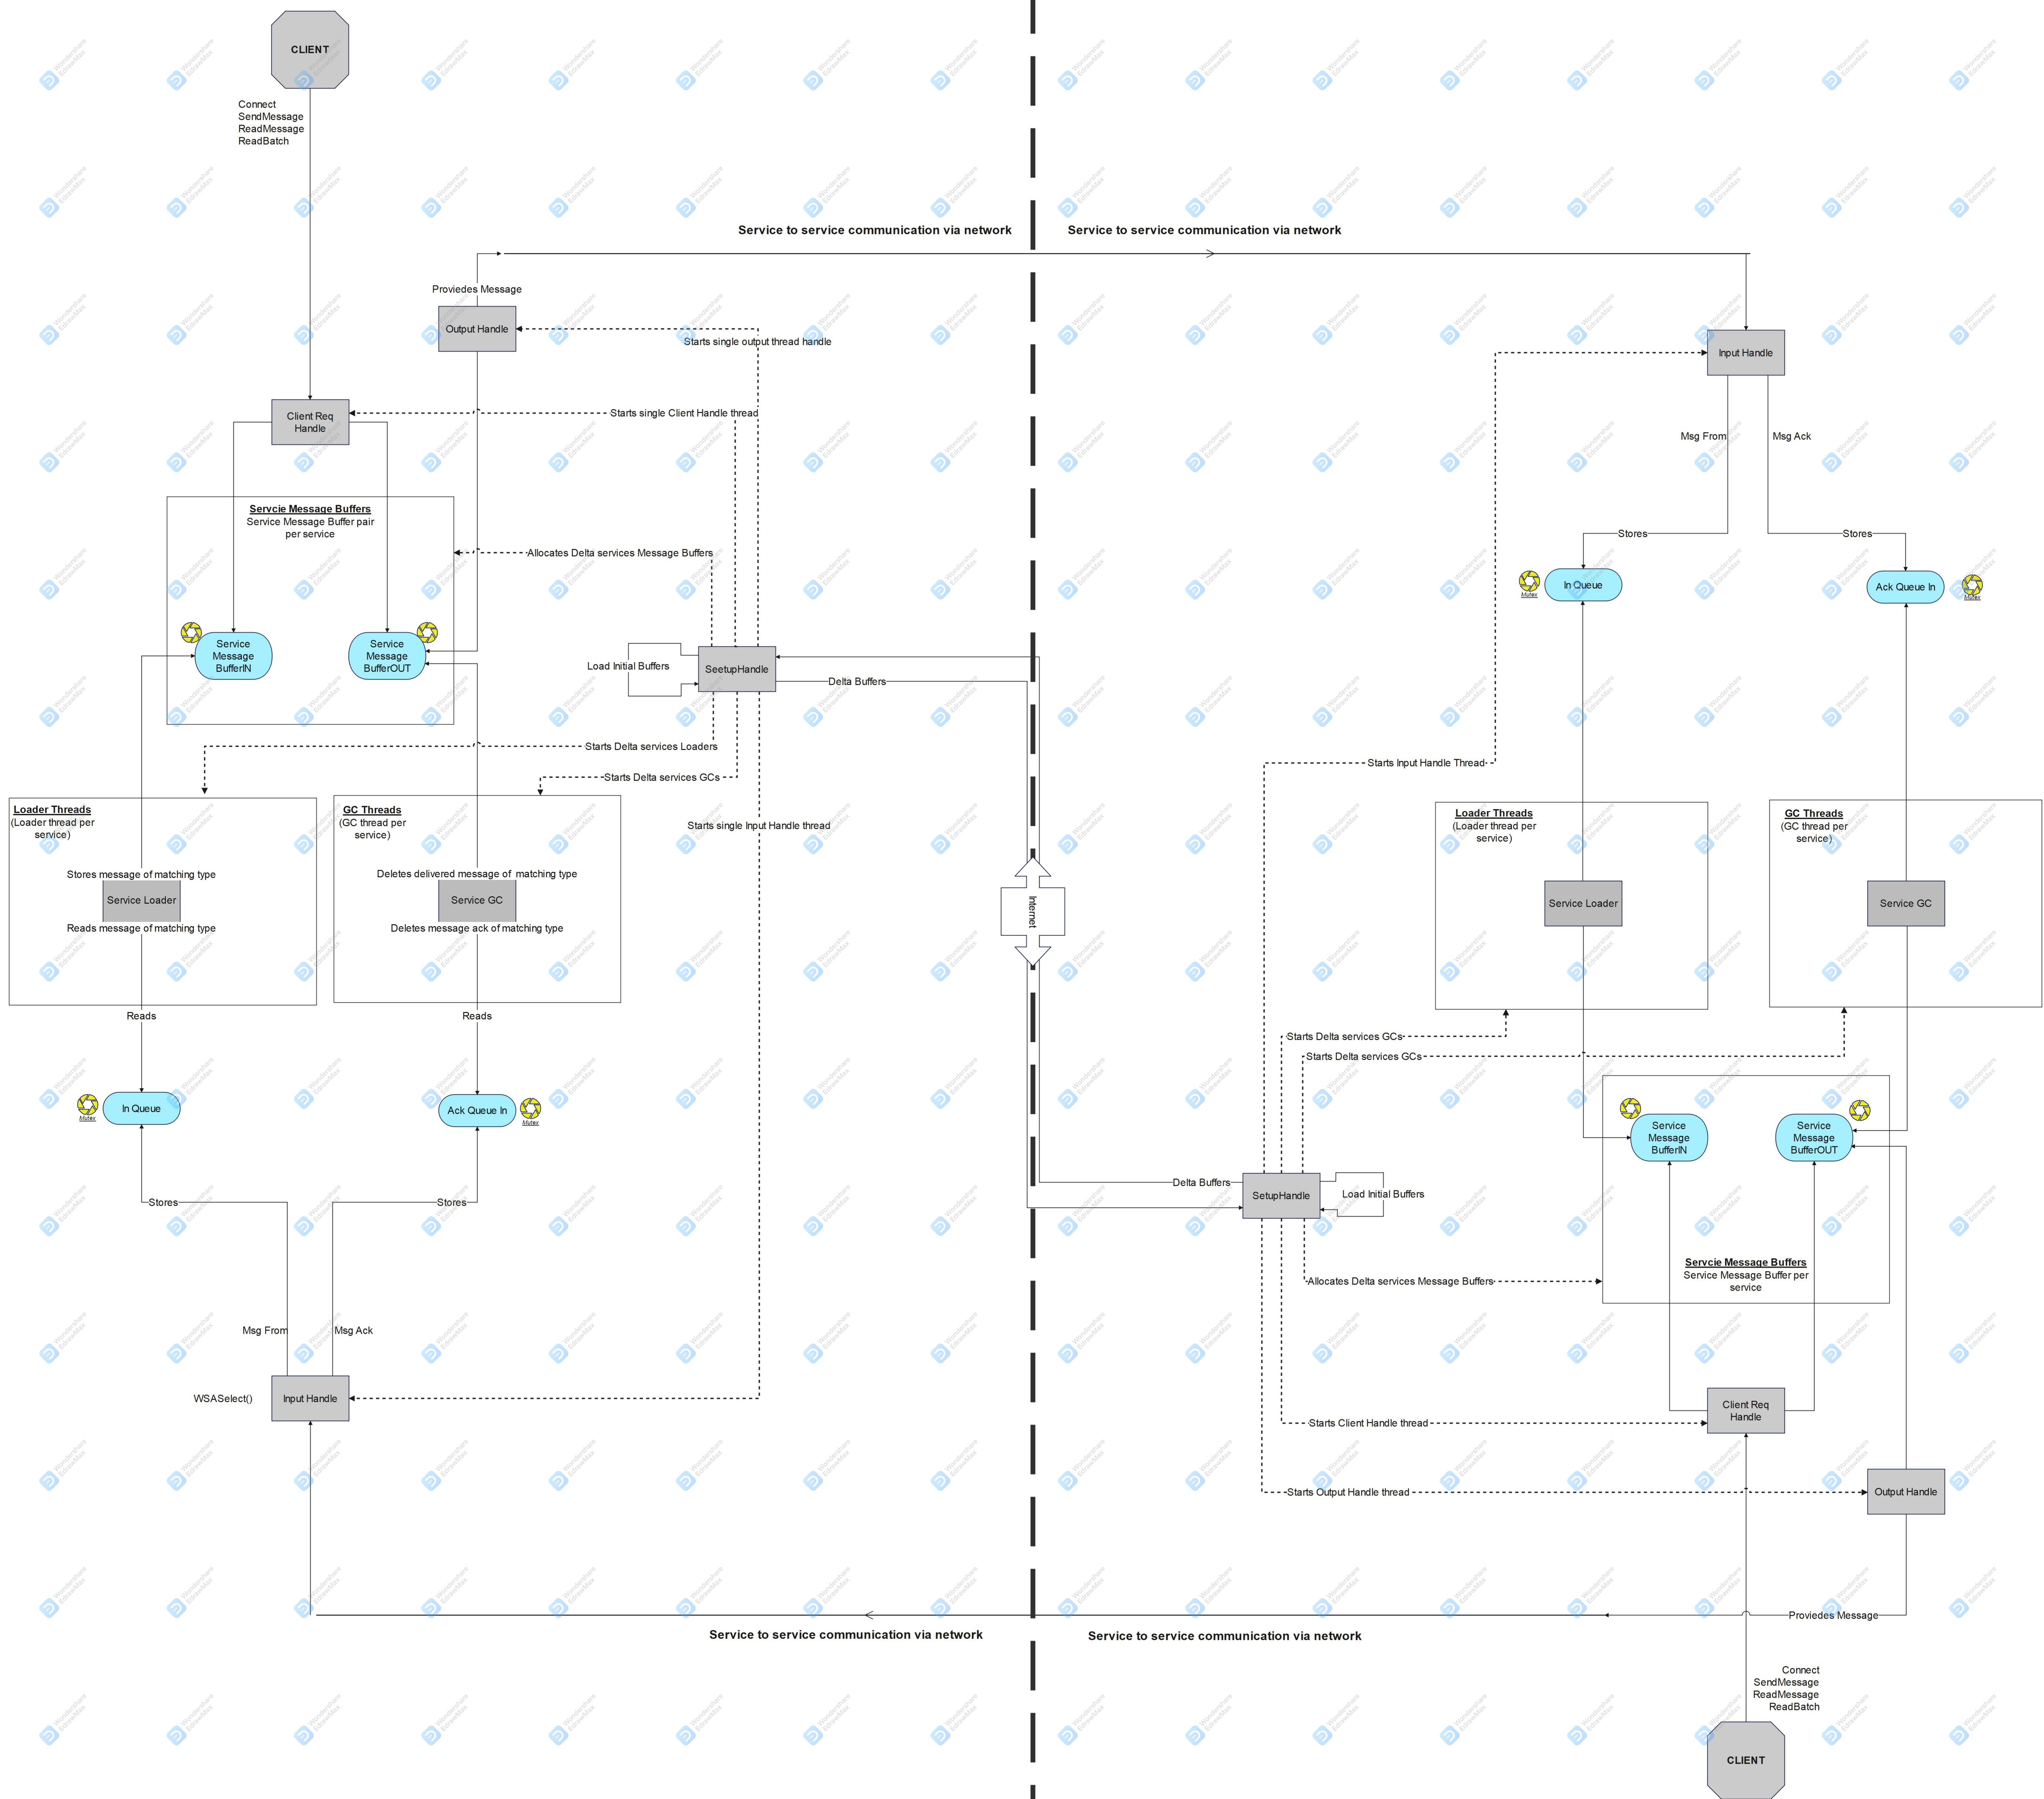 CLIENT
Connect
SendMessage
ReadMessage
ReadBatch
Service to service communication via network
Service to service communication via network
Proviedes Message
Output Handle
Starts single output thread handle
Input Handle
Client Req
Handle
Starts single Client Handle thread
Msg From
Msg Ack
Servcie Message Buffers
Service Message Buffer pair
per service
Allocates Delta services Message Buffers
Stores
Stores
In Queue
Mutex
Ack Queue In
Mutex
Service
Message
BufferIN
Service
Message
BufferOUT
Load Initial Buffers
SeetupHandle
Delta Buffers
Starts Delta services Loaders
Starts Delta services GCs
Starts Input Handle Thread
Loader Threads
(Loader thread per
service)
GC Threads
(GC thread per
service)
Starts single Input Handle thread
Loader Threads
(Loader thread per
service)
GC Threads
(GC thread per
service)
Stores message of matching type
Service Loader
Reads message of matching type
Deletes delivered message of  matching type
Service GC
Deletes message ack of matching type
Internet
Service Loader
Service GC
Reads
Reads
Starts Delta services GCs
Starts Delta services GCs
In Queue
Mutex
Ack Queue In
Mutex
Service
Message
BufferIN
Service
Message
BufferOUT
Stores
Stores
Delta Buffers
SetupHandle
Load Initial Buffers
Servcie Message Buffers
Service Message Buffer per
service
Allocates Delta services Message Buffers
Msg From
Msg Ack
WSASelect()
Input Handle
Client Req
Handle
Starts Client Handle thread
Starts Output Handle thread
Output Handle
Proviedes Message
Service to service communication via network
Service to service communication via network
Connect
SendMessage
ReadMessage
ReadBatch
CLIENT
Wondershare
EdrawMax